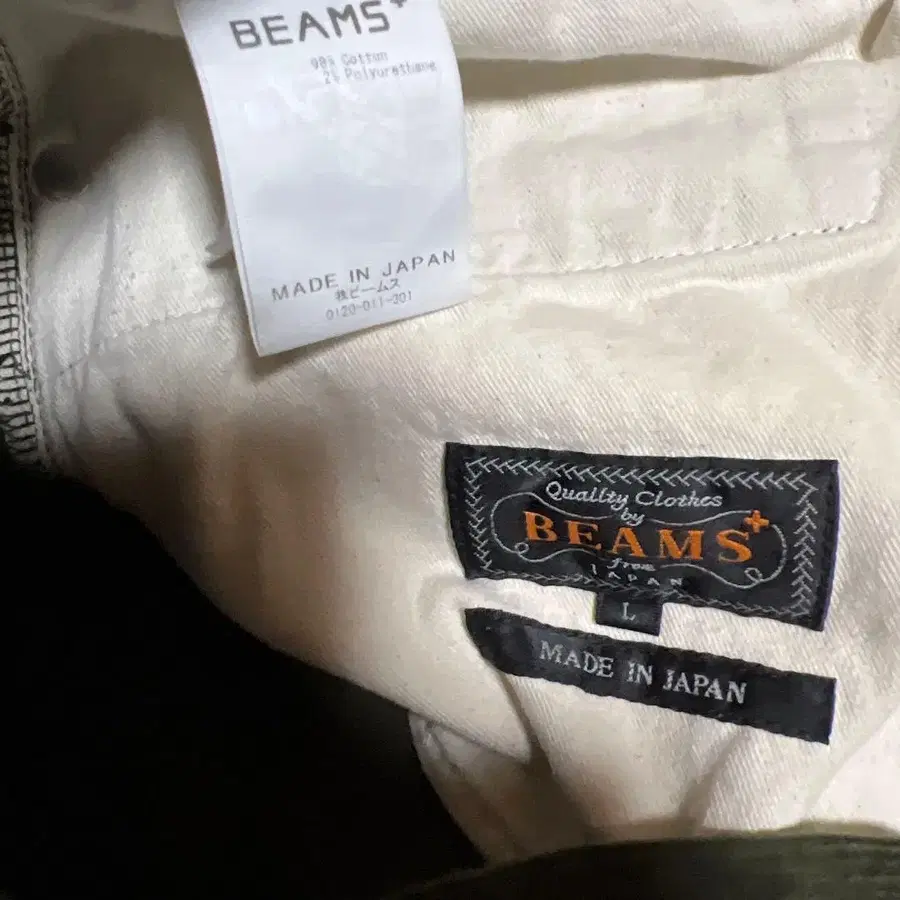 BEAMS+
98% Cotton
2% Polyurethane
MADE IN JAPAN
㈱ビームス
0120-011-301
Quality Clothes
by
BEAMS+
from
JAPAN
L
MADE IN JAPAN